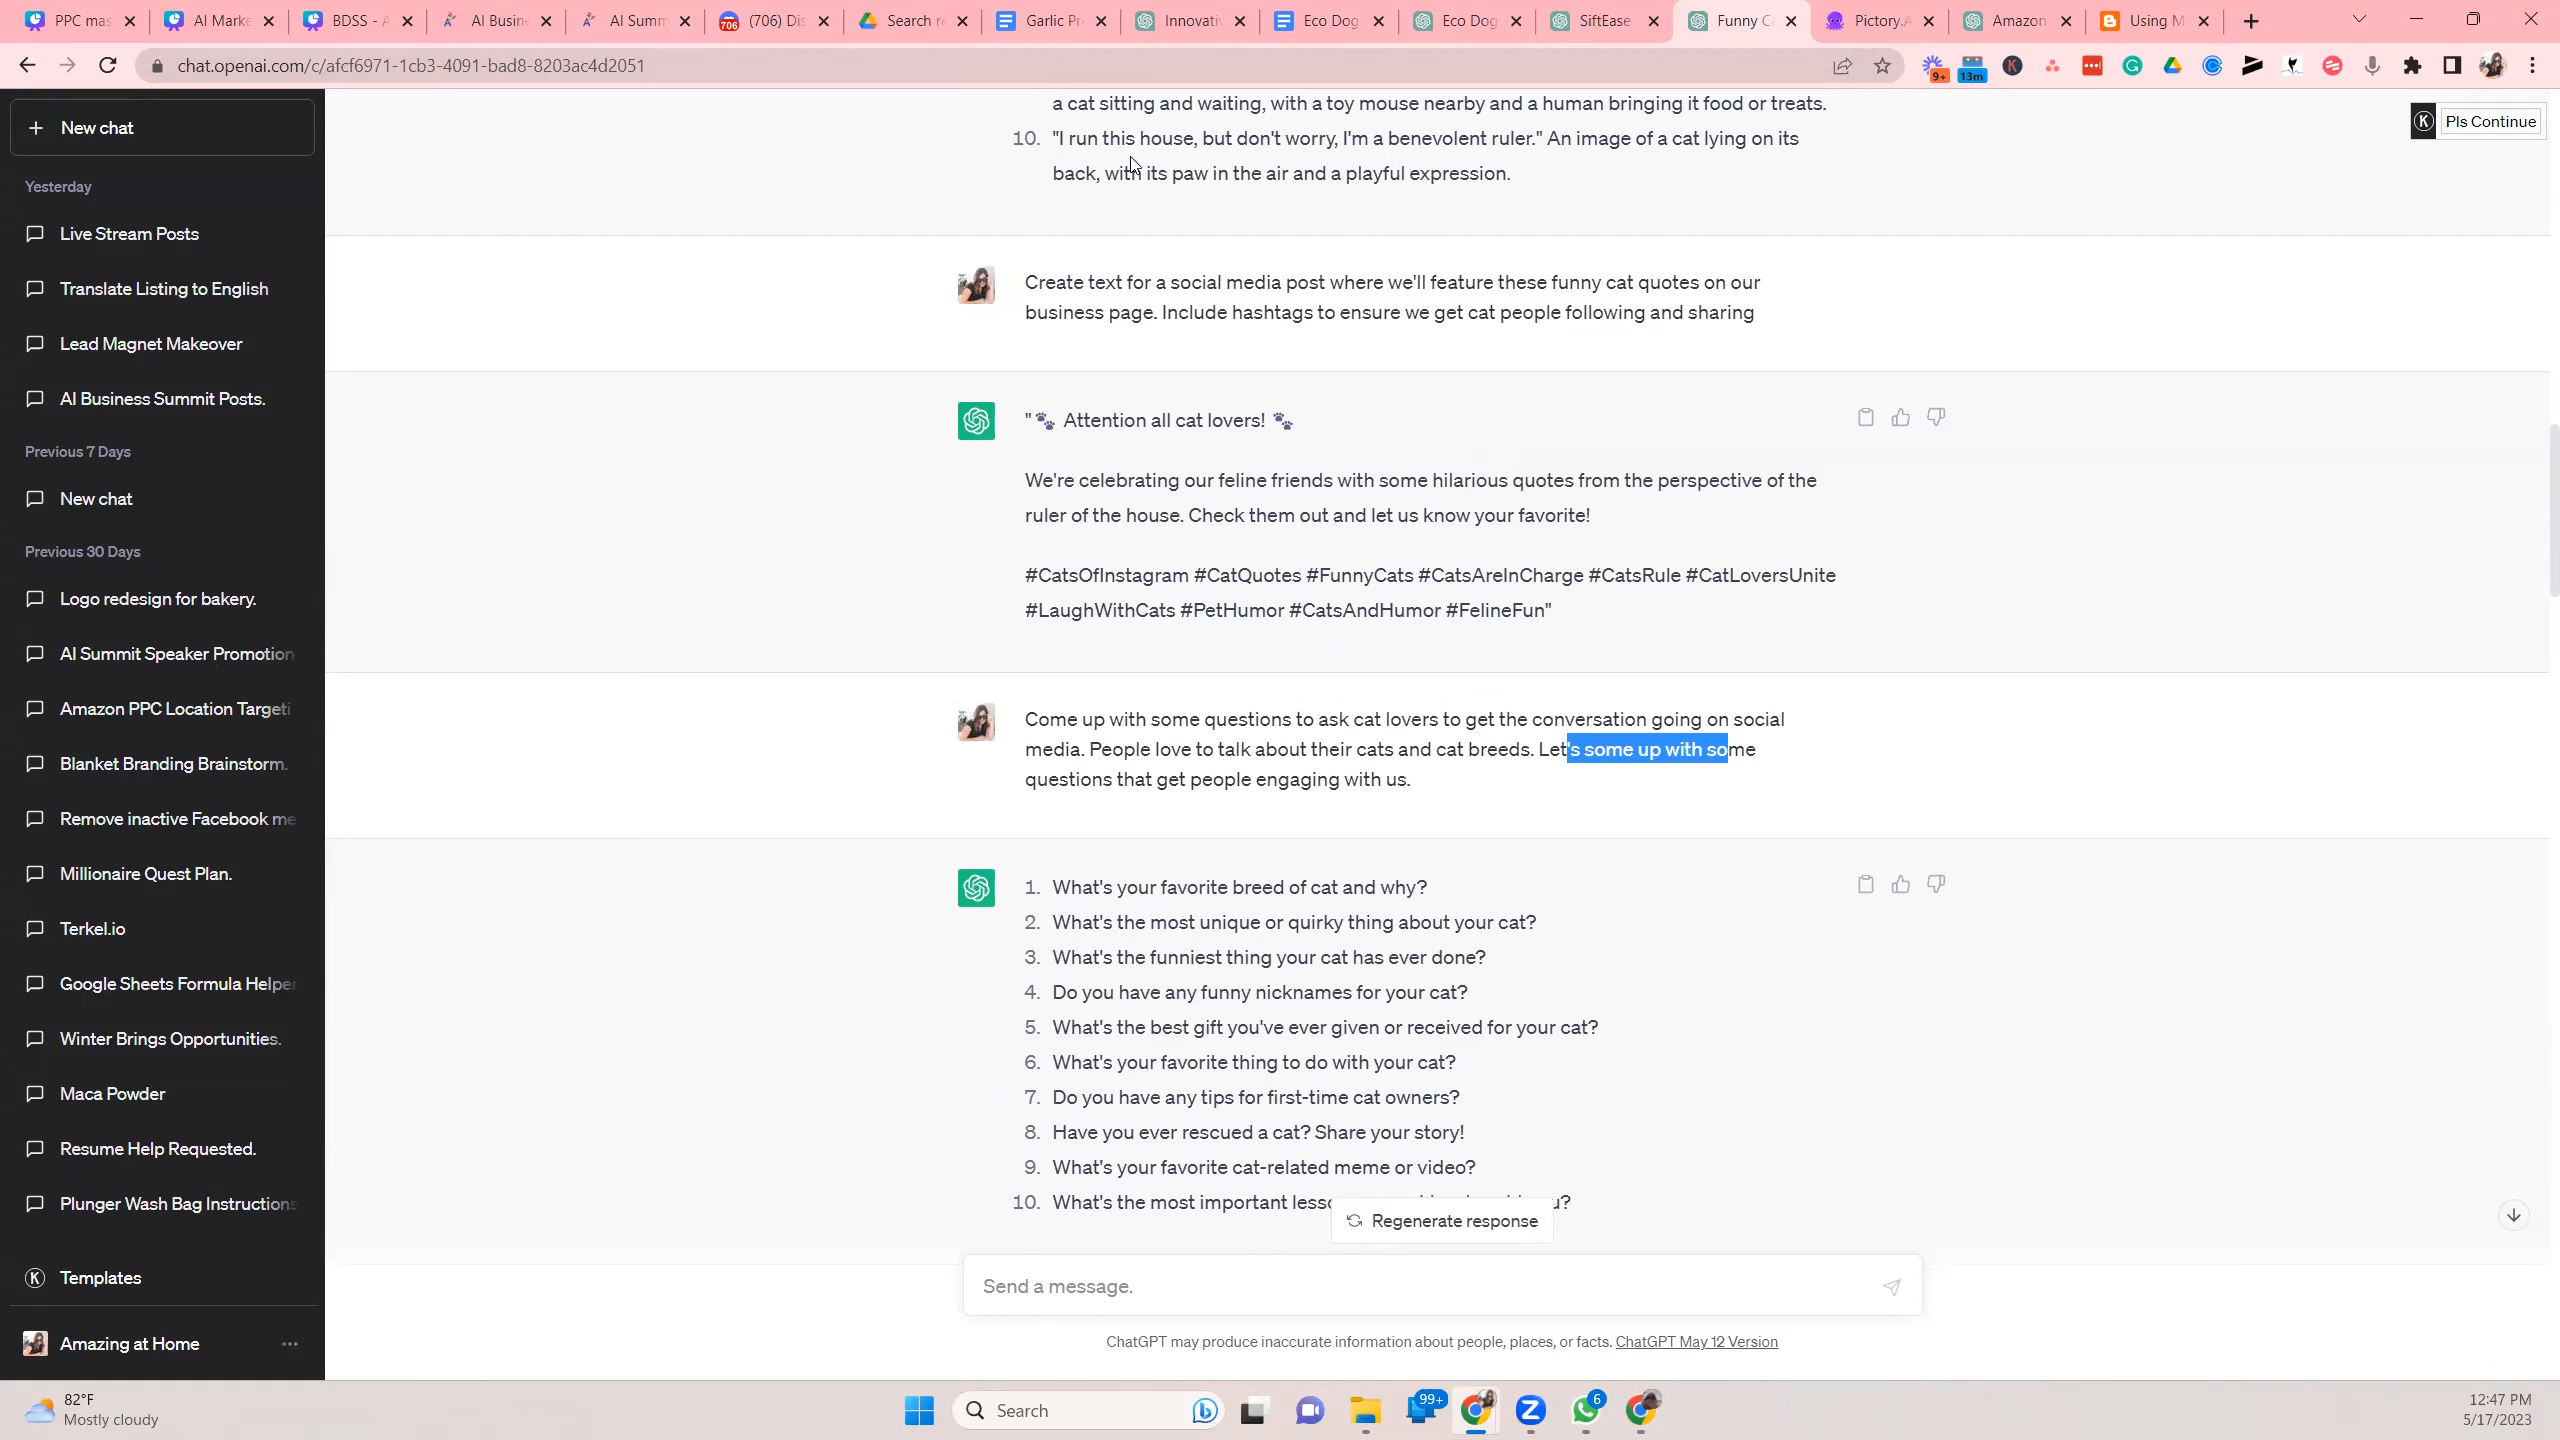 PPC mas
AI Marke
BDSS - A
AI Busin
AI Summ
(706) Dis
Search re
Garlic Pr
Innovativ
Eco Dog
Eco Dog
SiftEase
Funny C
Pictory.A
Amazon
Using M
chat.openai.com/c/afcf6971-1cb3-4091-bad8-8203ac4d2051
9+
13m
New chat
Yesterday
Live Stream Posts
Translate Listing to English
Lead Magnet Makeover
AI Business Summit Posts.
Previous 7 Days
New chat
Previous 30 Days
Logo redesign for bakery.
AI Summit Speaker Promotion
Amazon PPC Location Targeti
Blanket Branding Brainstorm.
Remove inactive Facebook me
Millionaire Quest Plan.
Terkel.io
Google Sheets Formula Helper
Winter Brings Opportunities.
Maca Powder
Resume Help Requested.
Plunger Wash Bag Instructions
K Templates
Amazing at Home
K Pls Continue
a cat sitting and waiting, with a toy mouse nearby and a human bringing it food or treats.
10. "I run this house, but don't worry, I'm a benevolent ruler." An image of a cat lying on its
back, with its paw in the air and a playful expression.
Create text for a social media post where we'll feature these funny cat quotes on our
business page. Include hashtags to ensure we get cat people following and sharing
"🐾 Attention all cat lovers! 🐾
We're celebrating our feline friends with some hilarious quotes from the perspective of the
ruler of the house. Check them out and let us know your favorite!
#CatsOfInstagram #CatQuotes #FunnyCats #CatsAreInCharge #CatsRule #CatLoversUnite
#LaughWithCats #PetHumor #CatsAndHumor #FelineFun"
Come up with some questions to ask cat lovers to get the conversation going on social
media. People love to talk about their cats and cat breeds. Let's some up with some
questions that get people engaging with us.
1. What's your favorite breed of cat and why?
2. What's the most unique or quirky thing about your cat?
3. What's the funniest thing your cat has ever done?
4. Do you have any funny nicknames for your cat?
5. What's the best gift you've ever given or received for your cat?
6. What's your favorite thing to do with your cat?
7. Do you have any tips for first-time cat owners?
8. Have you ever rescued a cat? Share your story!
9. What's your favorite cat-related meme or video?
10. What's the most important
Regenerate response
Send a message.
ChatGPT may produce inaccurate information about people, places, or facts. ChatGPT May 12 Version
82°F
Mostly cloudy
Search
99+
6
12:47 PM
5/17/2023